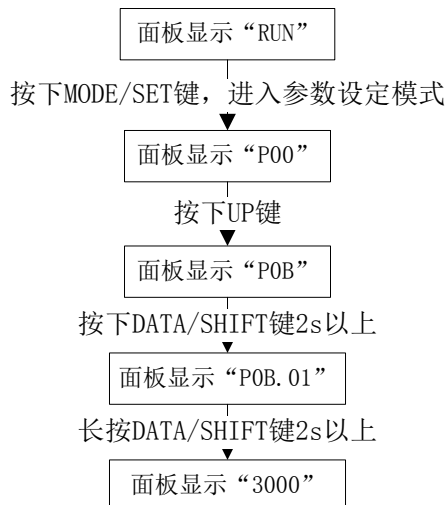 面板显示“RUN”
按下MODE/SET键，进入参数设定模式
面板显示“P00”
按下UP键
面板显示“P0B”
按下DATA/SHIFT键2s以上
面板显示“P0B.01”
长按DATA/SHIFT键2s以上
面板显示“3000”